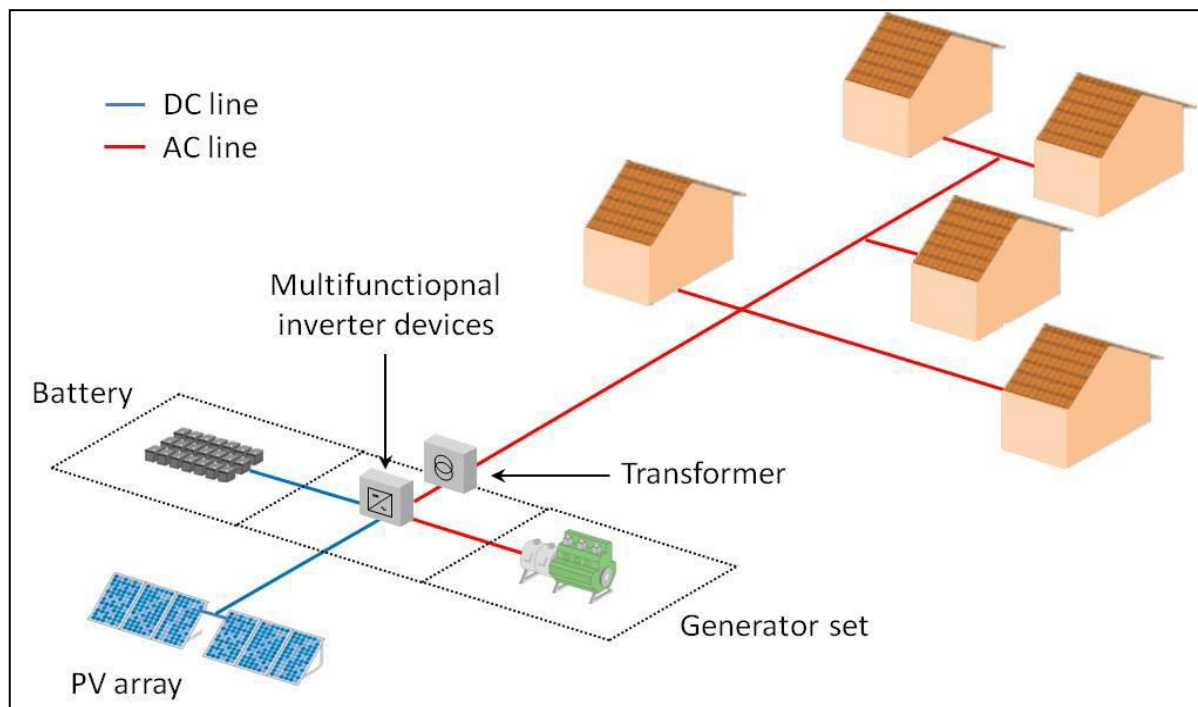 DC line
AC line
Multifunctiopnal
inverter devices
Battery
Transformer
Generator set
PV array